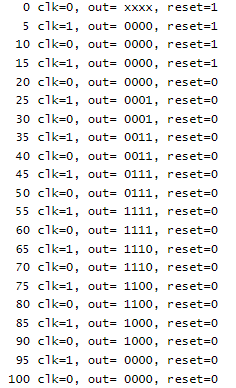 0 clk=0, out= xxxx, reset=1
5 clk=1, out= 0000, reset=1
10 clk=0, out= 0000, reset=1
15 clk=1, out= 0000, reset=1
20 clk=0, out= 0000, reset=0
25 clk=1, out= 0001, reset=0
30 clk=0, out= 0001, reset=0
35 clk=1, out= 0011, reset=0
40 clk=0, out= 0011, reset=0
45 clk=1, out= 0111, reset=0
50 clk=0, out= 0111, reset=0
55 clk=1, out= 1111, reset=0
60 clk=0, out= 1111, reset=0
65 clk=1, out= 1110, reset=0
70 clk=0, out= 1110, reset=0
75 clk=1, out= 1100, reset=0
80 clk=0, out= 1100, reset=0
85 clk=1, out= 1000, reset=0
90 clk=0, out= 1000, reset=0
95 clk=1, out= 0000, reset=0
100 clk=0, out= 0000, reset=0